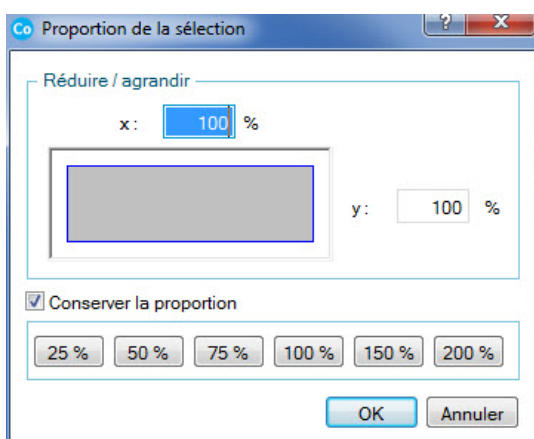 Co Proportion de la sélection ? X
Réduire / agrandir
x : 100 %
y : 100 %
Conserver la proportion
25 % 50 % 75 % 100 % 150 % 200 %
OK Annuler